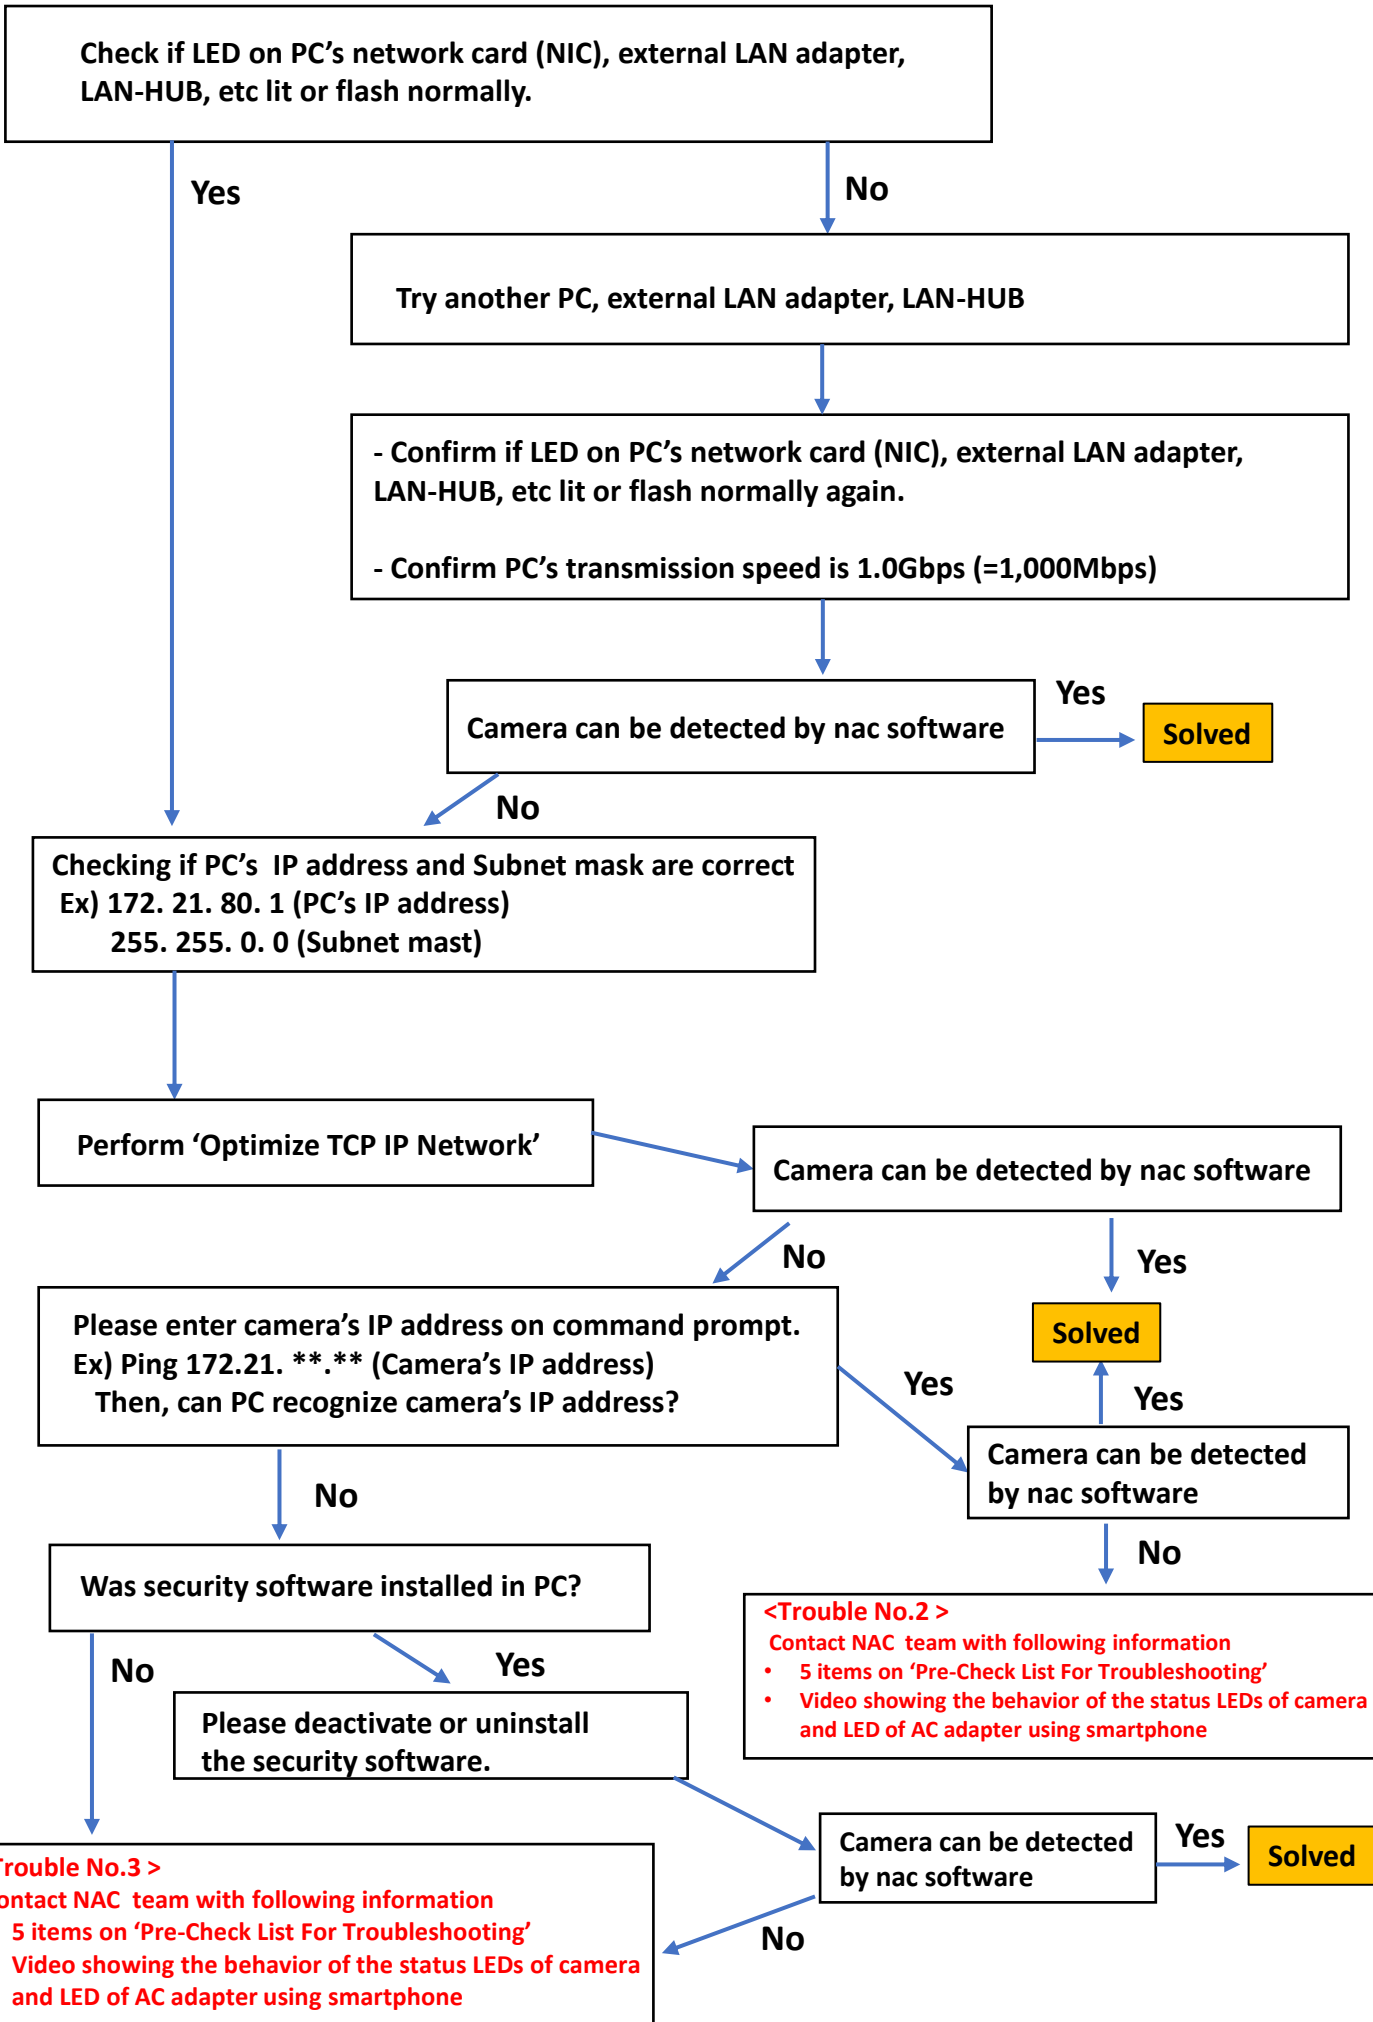 Check if LED on PC’s network card (NIC), external LAN adapter,
LAN-HUB, etc lit or flash normally.
Yes
No
Try another PC, external LAN adapter, LAN-HUB
- Confirm if LED on PC’s network card (NIC), external LAN adapter,
LAN-HUB, etc lit or flash normally again.
- Confirm PC’s transmission speed is 1.0Gbps (=1,000Mbps)
Camera can be detected by nac software
Yes
Solved
No
Checking if PC’s IP address and Subnet mask are correct
Ex) 172. 21. 80. 1 (PC’s IP address)
255. 255. 0. 0 (Subnet mast)
Perform ‘Optimize TCP IP Network’
Camera can be detected by nac software
No
Yes
Solved
Please enter camera’s IP address on command prompt.
Ex) Ping 172.21. **.** (Camera’s IP address)
Then, can PC recognize camera’s IP address?
Yes
Yes
Camera can be detected
by nac software
No
No
Was security software installed in PC?
<Trouble No.2 >
Contact NAC team with following information
• 5 items on ‘Pre-Check List For Troubleshooting’
• Video showing the behavior of the status LEDs of camera
and LED of AC adapter using smartphone
No
Yes
Please deactivate or uninstall
the security software.
Camera can be detected
by nac software
Yes
Solved
No
Trouble No.3 >
ontact NAC team with following information
5 items on ‘Pre-Check List For Troubleshooting’
Video showing the behavior of the status LEDs of camera
and LED of AC adapter using smartphone